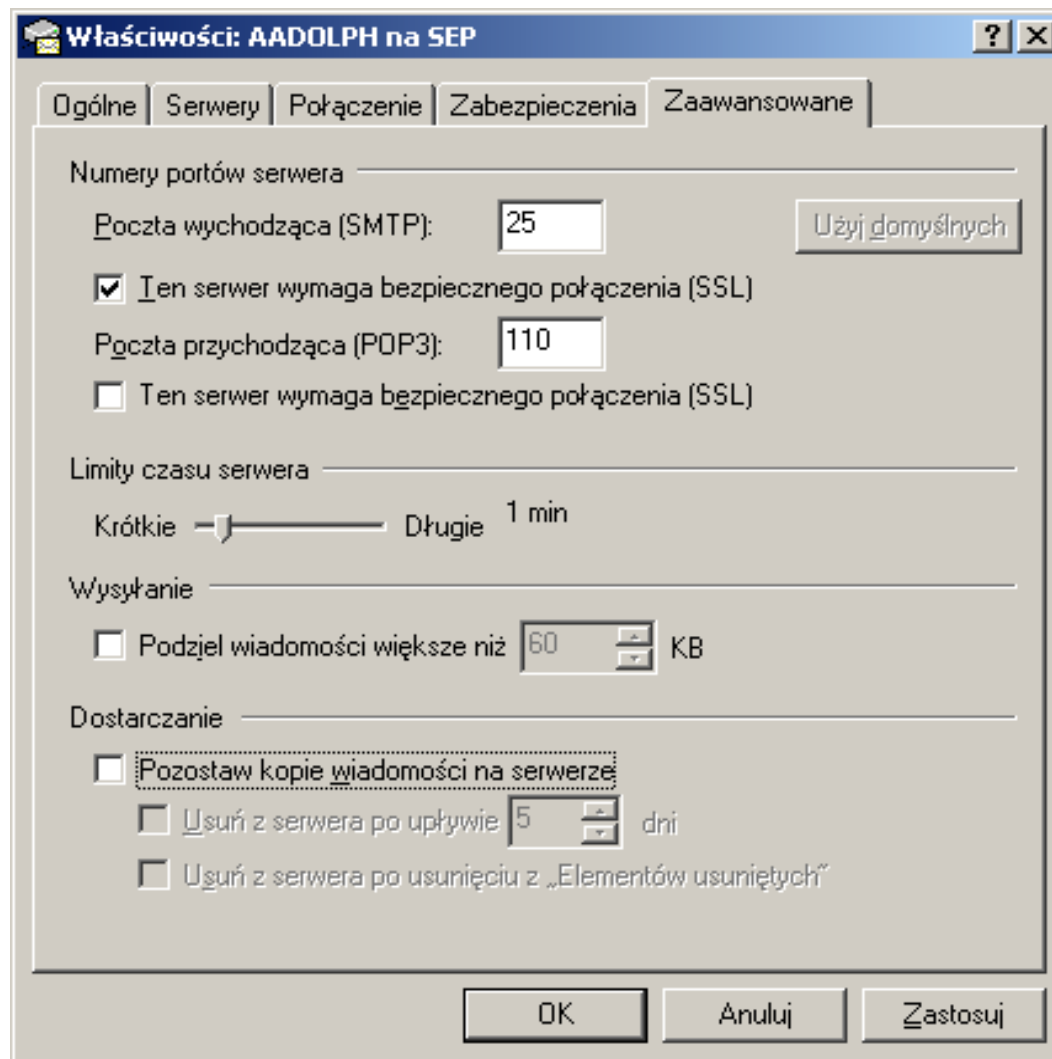 Właściwości: AADOLPH na SEP
Ogólne Serwery Połączenie Zabezpieczenia Zaawansowane
Numery portów serwera
Poczta wychodząca (SMTP): 25 Użyj domyślnych
Ten serwer wymaga bezpiecznego połączenia (SSL)
Poczta przychodząca (POP3): 110
Ten serwer wymaga bezpiecznego połączenia (SSL)
Limity czasu serwera
Krótkie Długie 1 min
Wysyłanie
Podziel wiadomości większe niż 60 KB
Dostarczanie
Pozostaw kopie wiadomości na serwerze
Usuń z serwera po upływie 5 dni
Usuń z serwera po usunięciu z „Elementów usuniętych”
OK Anuluj Zastosuj